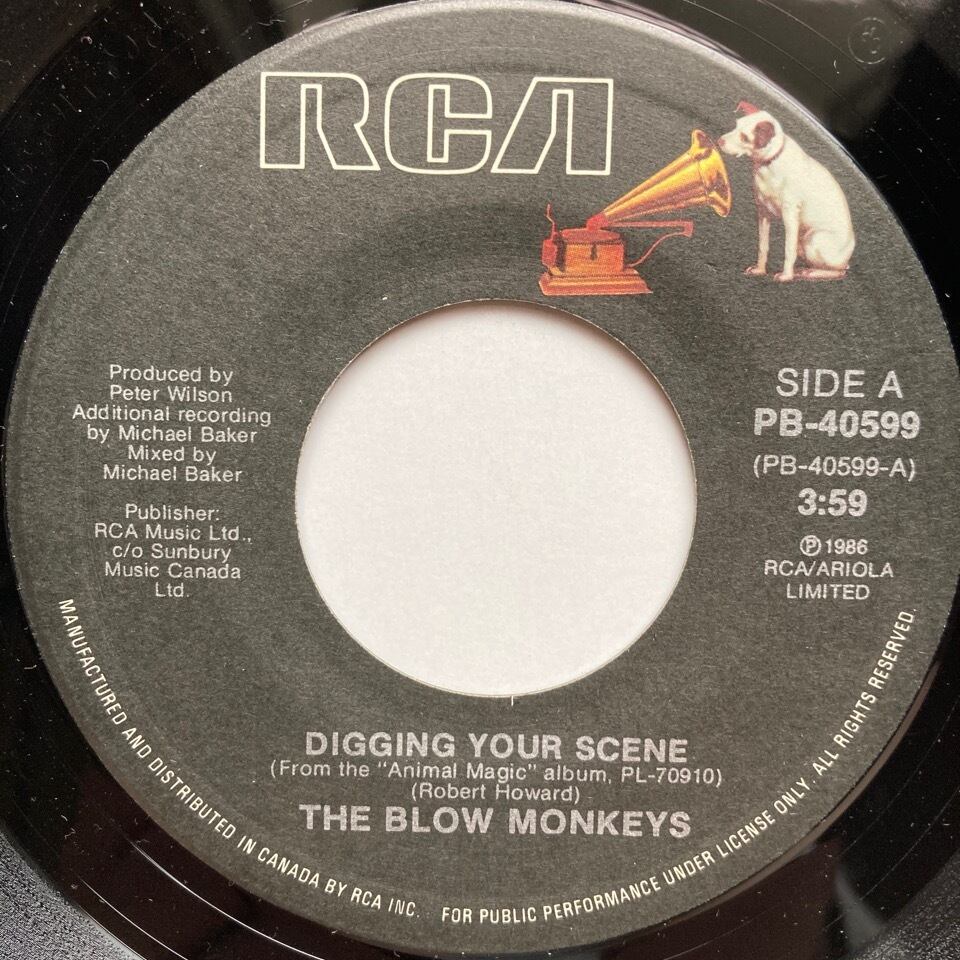 RCA
Produced by
Peter Wilson
Additional recording
by Michael Baker
Mixed by
Michael Baker
Publisher:
RCA Music Ltd.,
c/o Sunbury
Music Canada
Ltd.
SIDE A
PB-40599
(PB-40599-A)
3:59
℗ 1986
RCA/ARIOLA
LIMITED
DIGGING YOUR SCENE
(From the "Animal Magic" album, PL-70910)
(Robert Howard)
THE BLOW MONKEYS
MANUFACTURED AND DISTRIBUTED IN CANADA BY RCA INC. FOR PUBLIC PERFORMANCE UNDER LICENSE ONLY. ALL RIGHTS RESERVED.